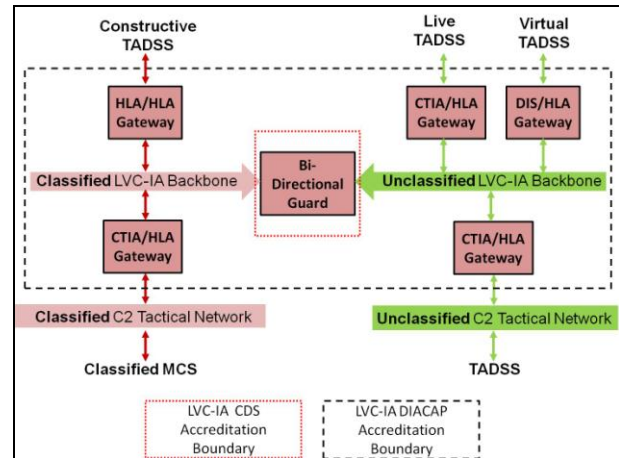 Constructive
TADSS
Live
TADSS
Virtual
TADSS
HLA/HLA
Gateway
CTIA/HLA
Gateway
DIS/HLA
Gateway
Classified LVC-IA Backbone
Bi-
Directional
Guard
Unclassified LVC-IA Backbone
CTIA/HLA
Gateway
CTIA/HLA
Gateway
Classified C2 Tactical Network
Unclassified C2 Tactical Network
Classified MCS
TADSS
LVC-IA CDS
Accreditation
Boundary
LVC-IA DIACAP
Accreditation
Boundary